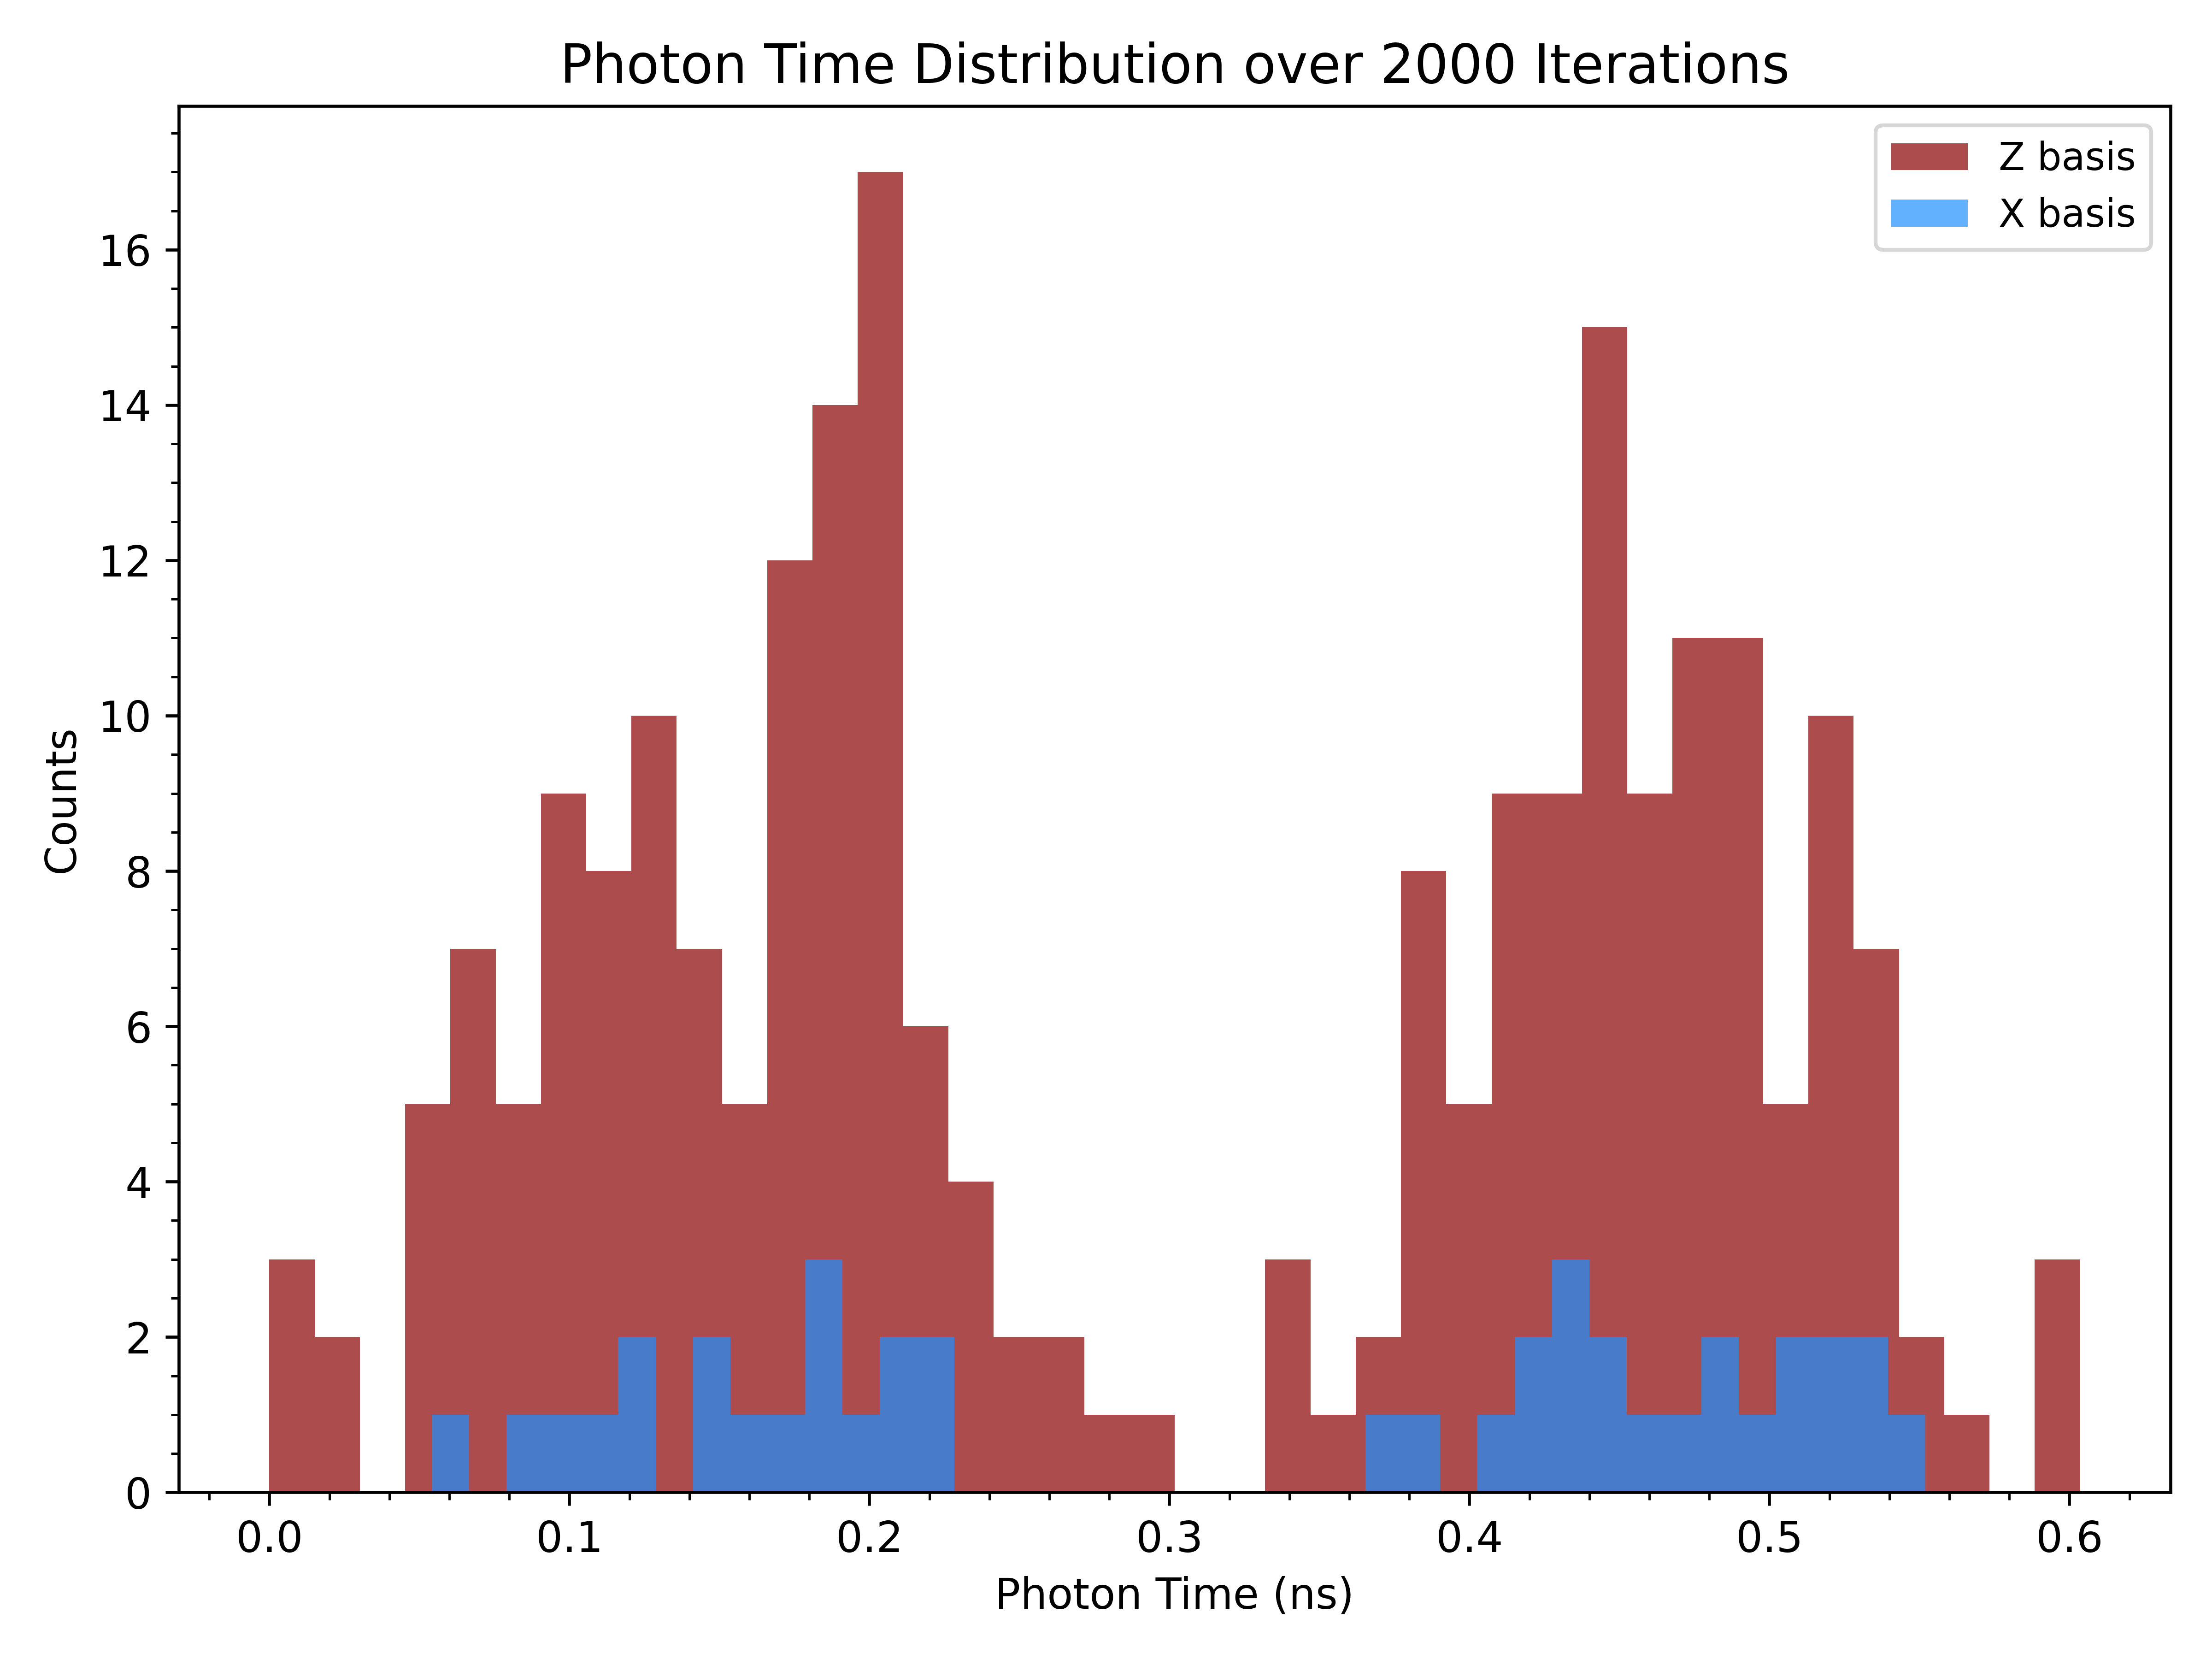 Photon Time Distribution over 2000 Iterations
Z basis
X basis
16
14
12
10
8
6
4
2
0
Counts
0.0 0.1 0.2 0.3 0.4 0.5 0.6
Photon Time (ns)